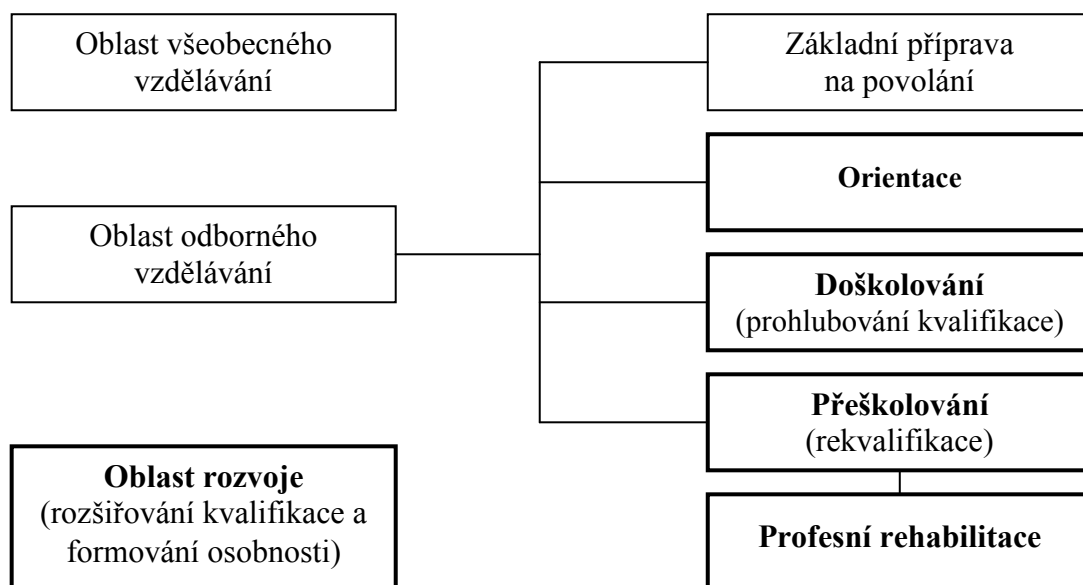 Oblast všeobecného
vzdělávání
Základní příprava
na povolání
Orientace
Oblast odborného
vzdělávání
Doškolování
(prohlubování kvalifikace)
Přeškolování
(rekvalifikace)
Oblast rozvoje
(rozšiřování kvalifikace a
formování osobnosti)
Profesní rehabilitace